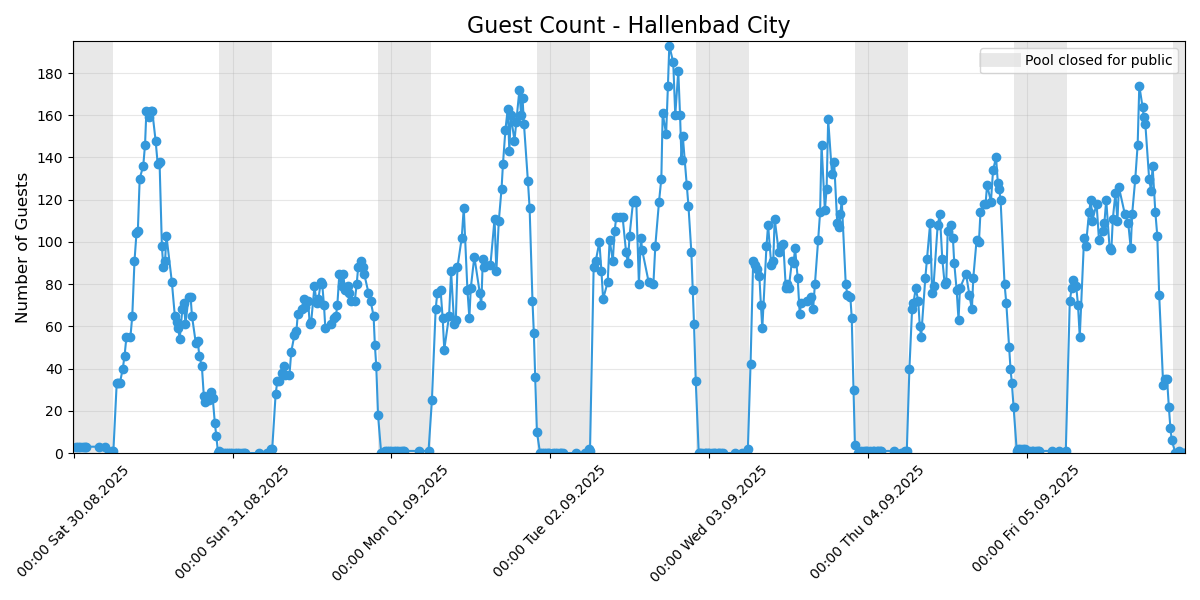 Guest Count - Hallenbad City
Pool closed for public
Number of Guests
180
160
140
120
100
80
60
40
20
0
00:00 Sat 30.08.2025
00:00 Sun 31.08.2025
00:00 Mon 01.09.2025
00:00 Tue 02.09.2025
00:00 Wed 03.09.2025
00:00 Thu 04.09.2025
00:00 Fri 05.09.2025